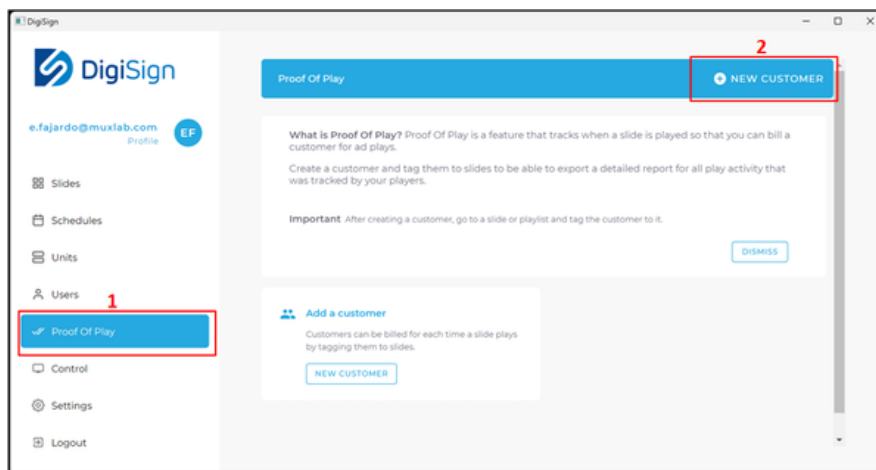 DigiSign
DigiSign
e.fajardo@muxlab.com
Profile
EF
Slides
Schedules
Units
Users
1
Proof Of Play
Control
Settings
Logout
2
Proof Of Play
NEW CUSTOMER
What is Proof Of Play? Proof Of Play is a feature that tracks when a slide is played so that you can bill a
customer for ad plays.
Create a customer and tag them to slides to be able to export a detailed report for all play activity that
was tracked by your players.
Important After creating a customer, go to a slide or playlist and tag the customer to it.
DISMISS
Add a customer
Customers can be billed for each time a slide plays
by tagging them to slides.
NEW CUSTOMER